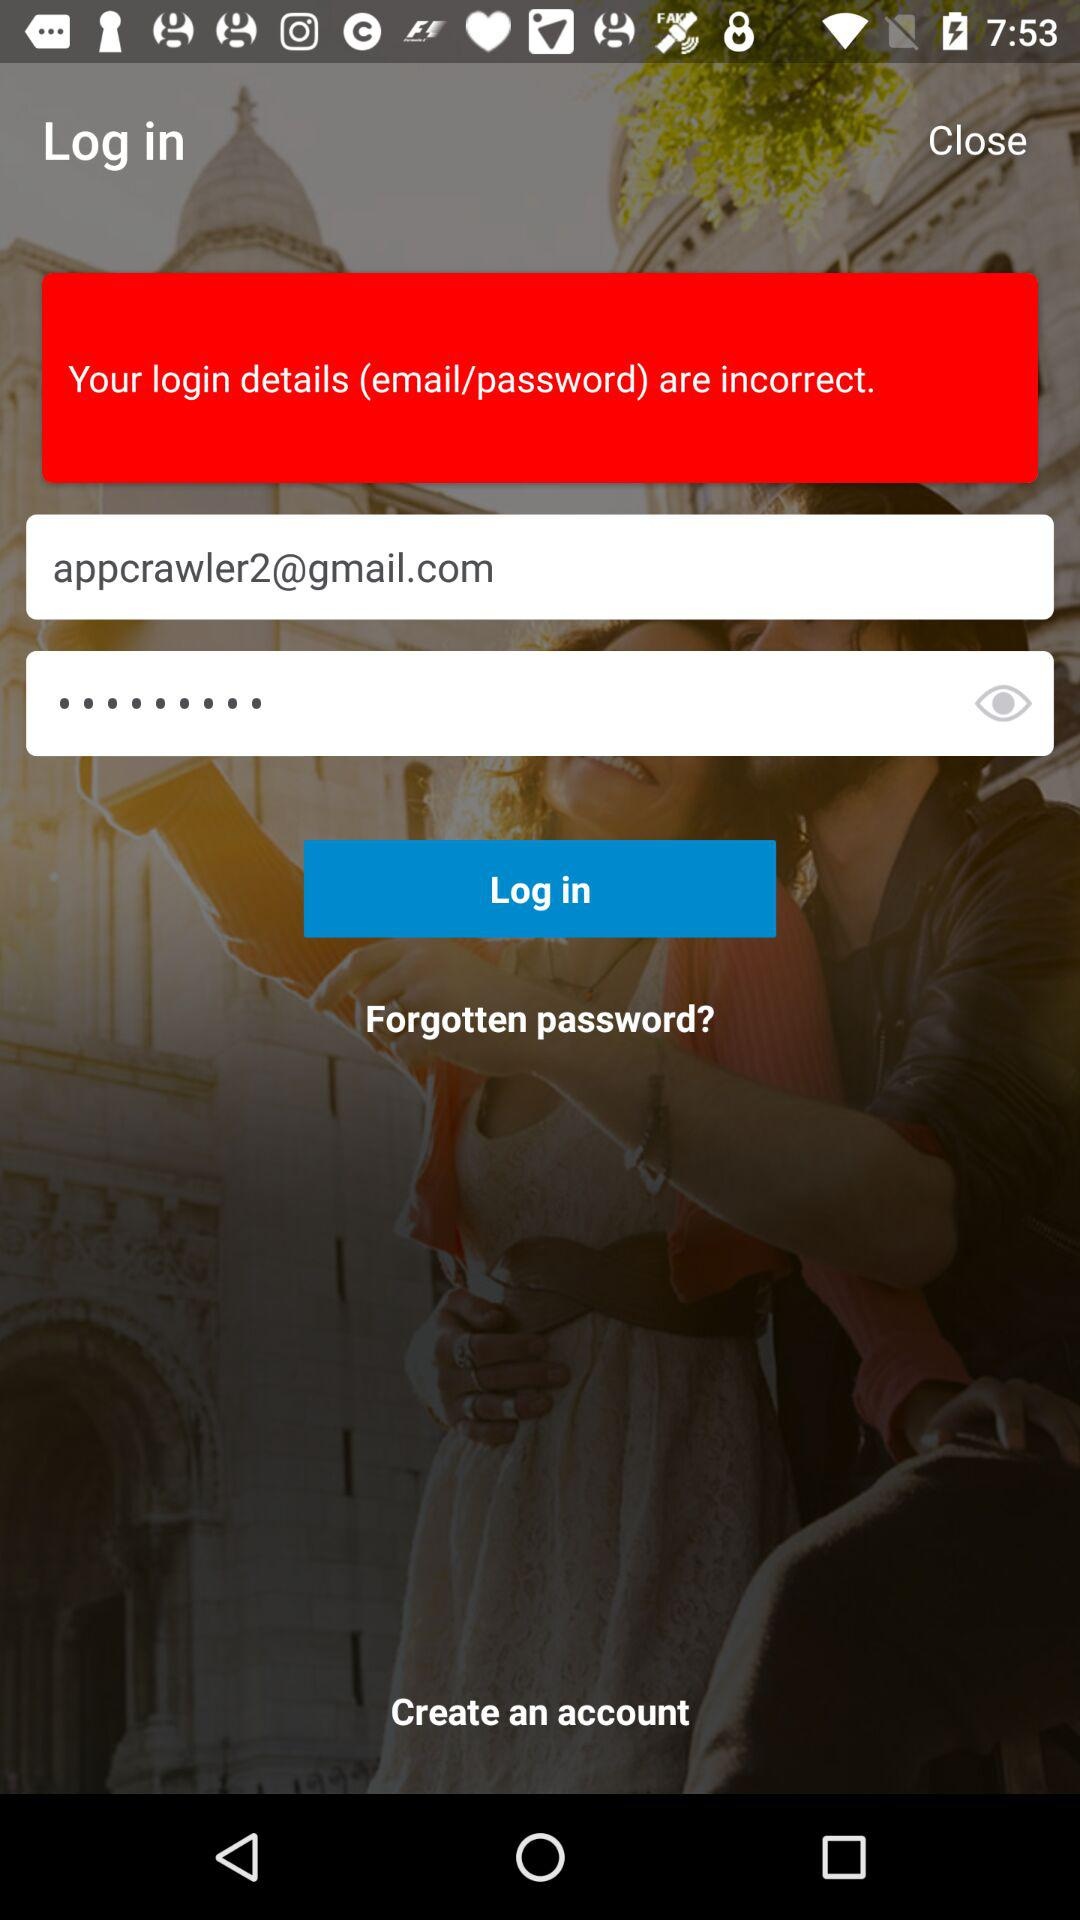 FAKE
7:53
Log in
Close
Your login details (email/password) are incorrect.
appcrawler2@gmail.com
•••••••••
Log in
Forgotten password?
Create an account